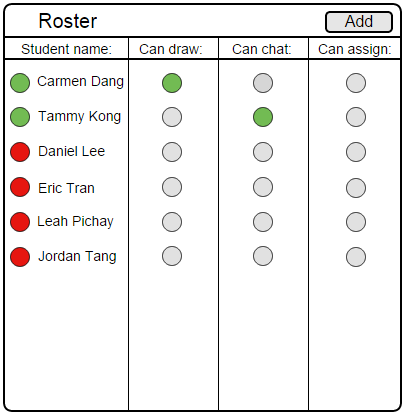 Roster Add
Student name: Can draw: Can chat: Can assign:
Carmen Dang
Tammy Kong
Daniel Lee
Eric Tran
Leah Pichay
Jordan Tang